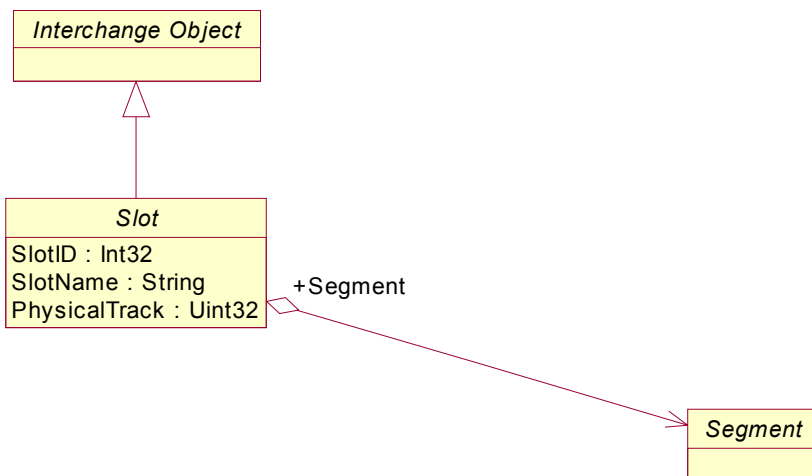 Interchange Object
Slot
SlotID : Int32
SlotName : String
PhysicalTrack : Uint32
+Segment
Segment